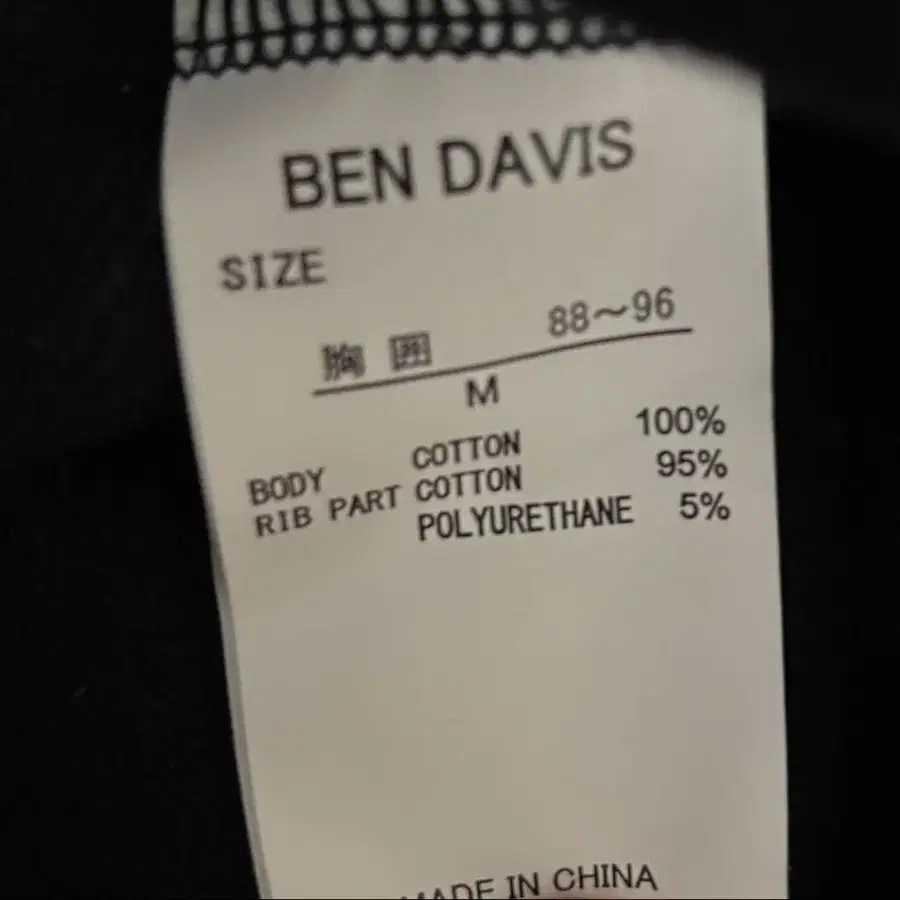 BEN DAVIS
SIZE
胸囲 88～96
M
BODY COTTON 100%
RIB PART COTTON 95%
POLYURETHANE 5%
MADE IN CHINA